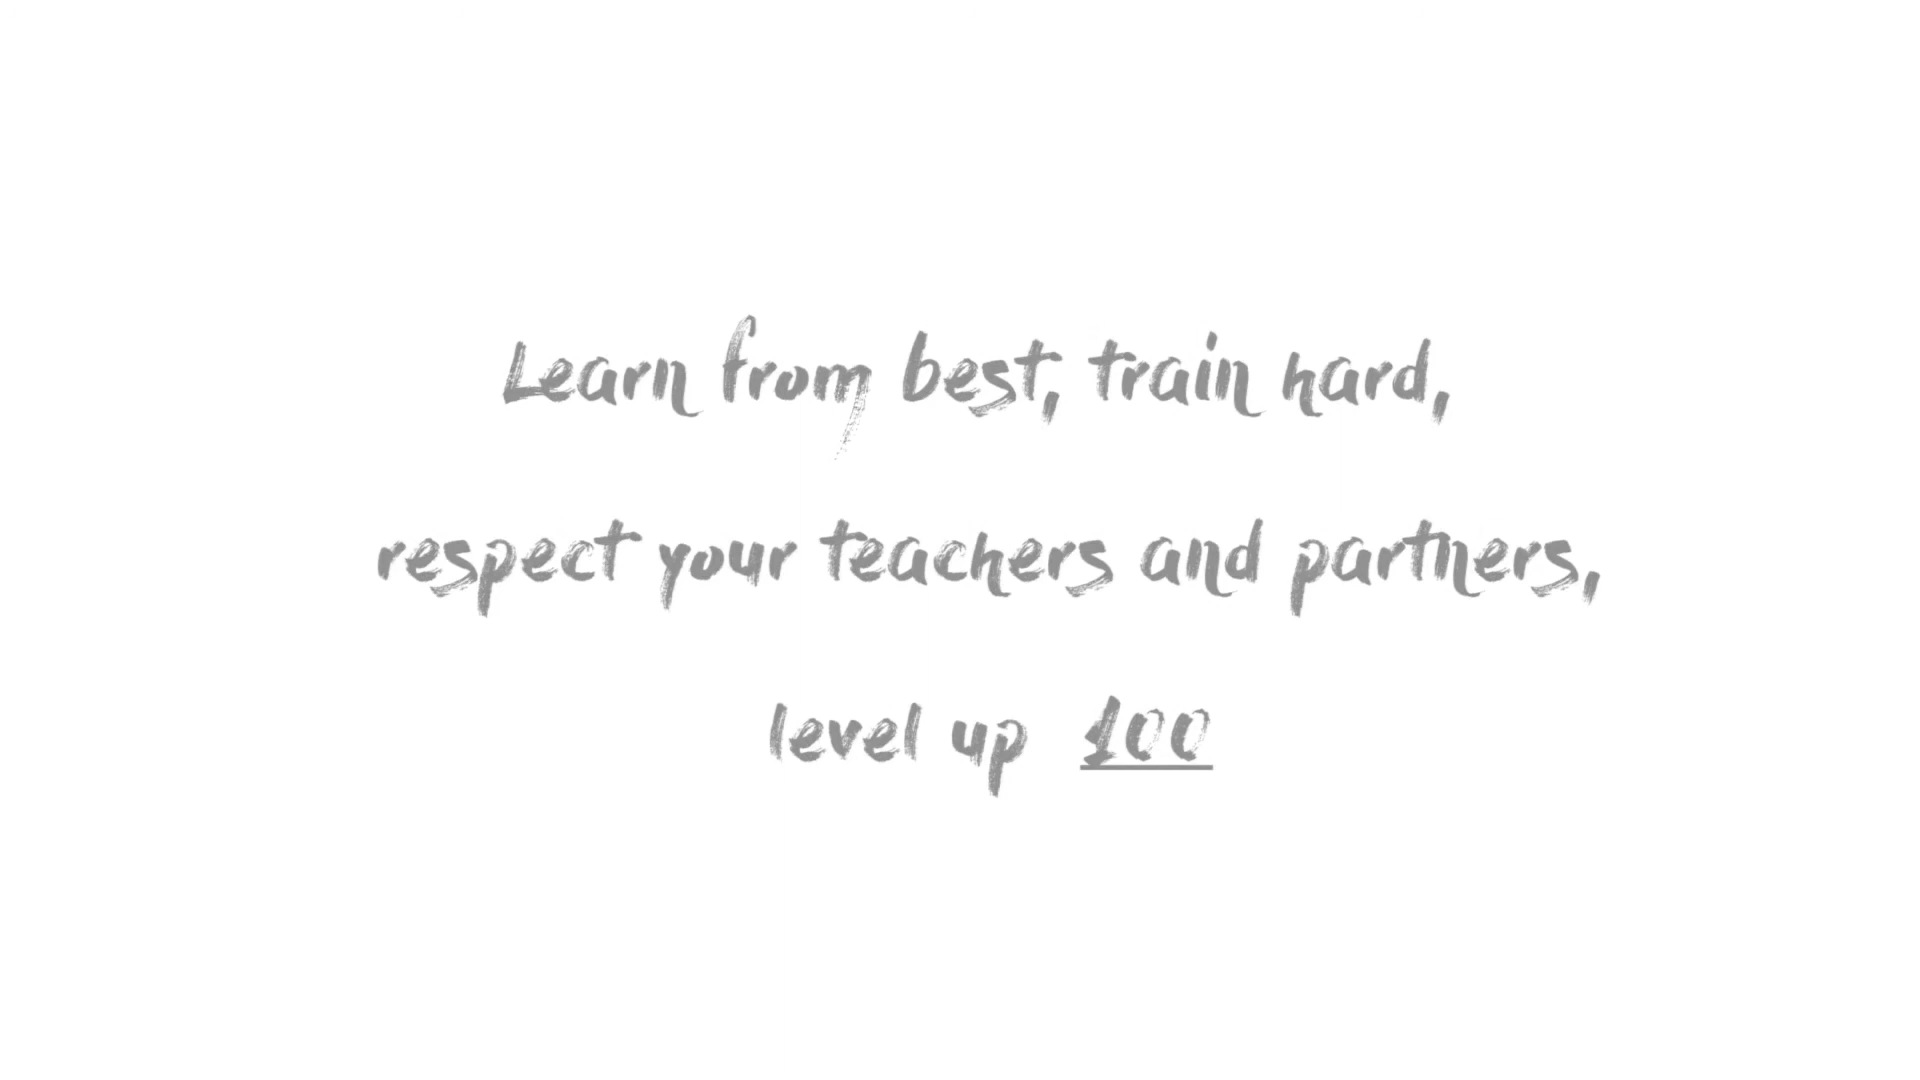 Learn from best, train hard,
respect your teachers and partners,
level up 100